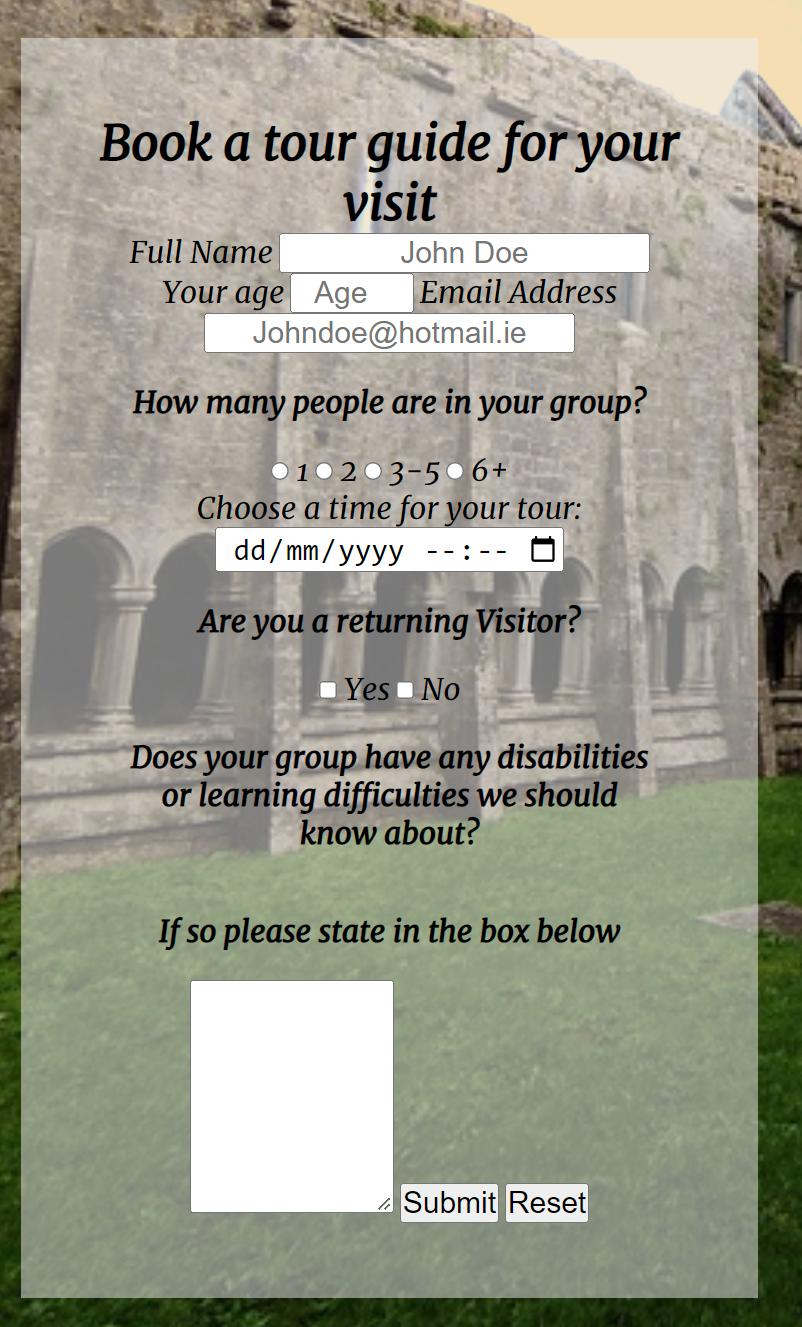 Book a tour guide for your
visit
Full Name John Doe
Your age Age Email Address
Johndoe@hotmail.ie
How many people are in your group?
1 2 3-5 6+
Choose a time for your tour:
dd/mm/yyyy --:--
Are you a returning Visitor?
Yes No
Does your group have any disabilities
or learning difficulties we should
know about?
If so please state in the box below
Submit Reset